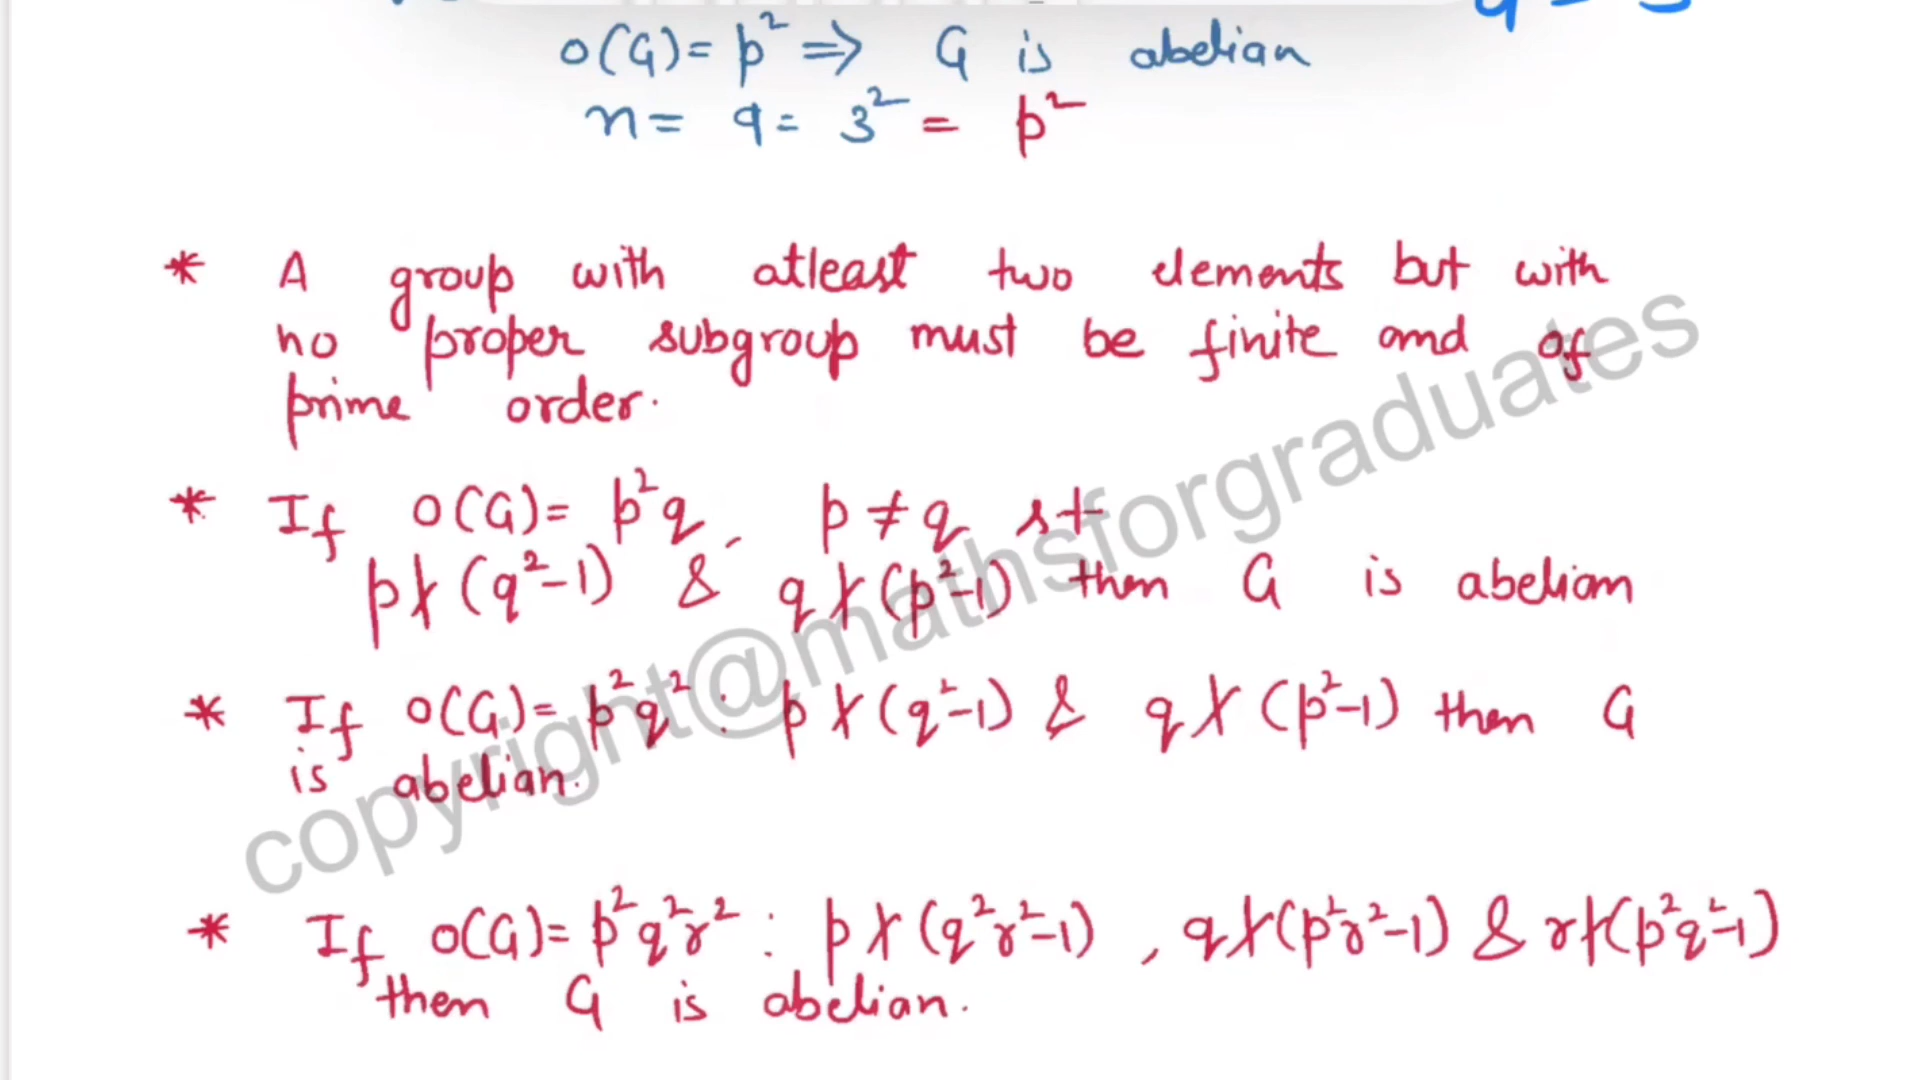 o(G)= p² ⇒ G is abelian
n= 9= 3² = p²
* A group with atleast two elements but with
no proper subgroup must be finite and of
prime order.
* If o(G)= p²q, p ≠ q st
p∤(q²-1) & q∤(p²-1) then G is abelian
* If o(G)= p²q² : p∤(q²-1) & q∤(p²-1) then G
is abelian.
* If o(G)= p²q²r² : p∤(q²r²-1), q∤(p²r²-1) & r∤(p²q²-1)
then G is abelian.
copyright@mathsforgraduates